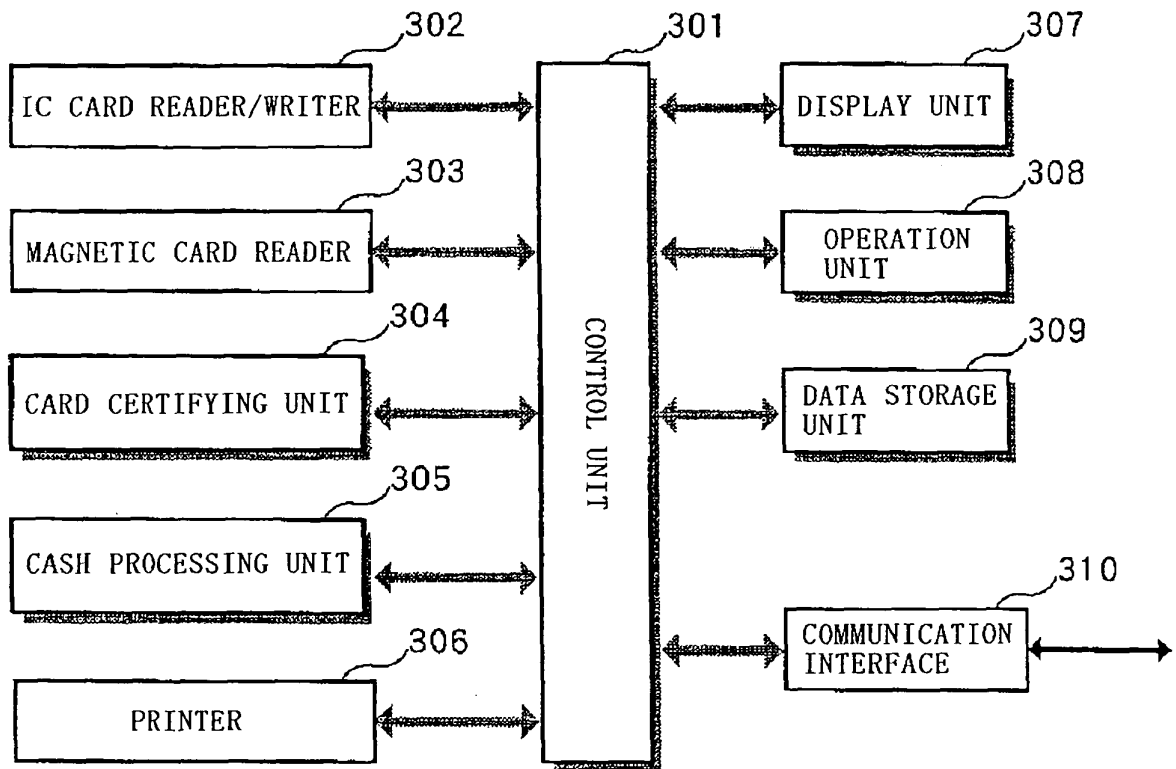 302
301
307
IC CARD READER/WRITER
DISPLAY UNIT
303
308
MAGNETIC CARD READER
OPERATION
UNIT
304
309
CARD CERTIFYING UNIT
CONTROL UNIT
DATA STORAGE
UNIT
305
CASH PROCESSING UNIT
310
COMMUNICATION
INTERFACE
306
PRINTER